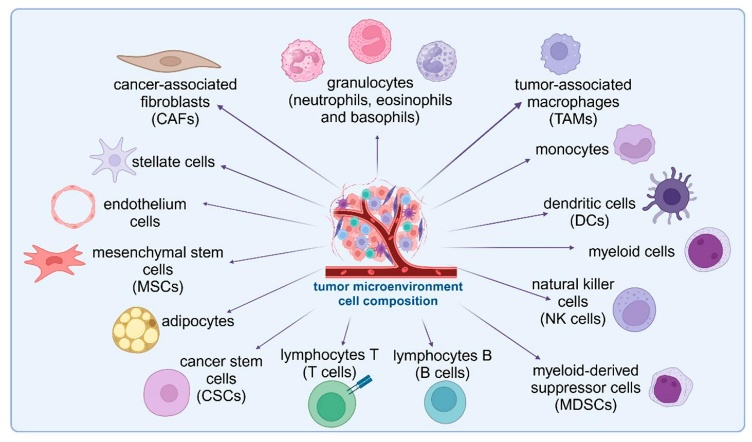 cancer-associated
fibroblasts
(CAFs)
granulocytes
(neutrophils, eosinophils
and basophils)
tumor-associated
macrophages
(TAMs)
stellate cells
monocytes
endothelium
cells
dendritic cells
(DCs)
mesenchymal stem
cells
(MSCs)
myeloid cells
tumor microenvironment
cell composition
natural killer
cells
(NK cells)
adipocytes
cancer stem
cells
(CSCs)
lymphocytes T
(T cells)
lymphocytes B
(B cells)
myeloid-derived
suppressor cells
(MDSCs)